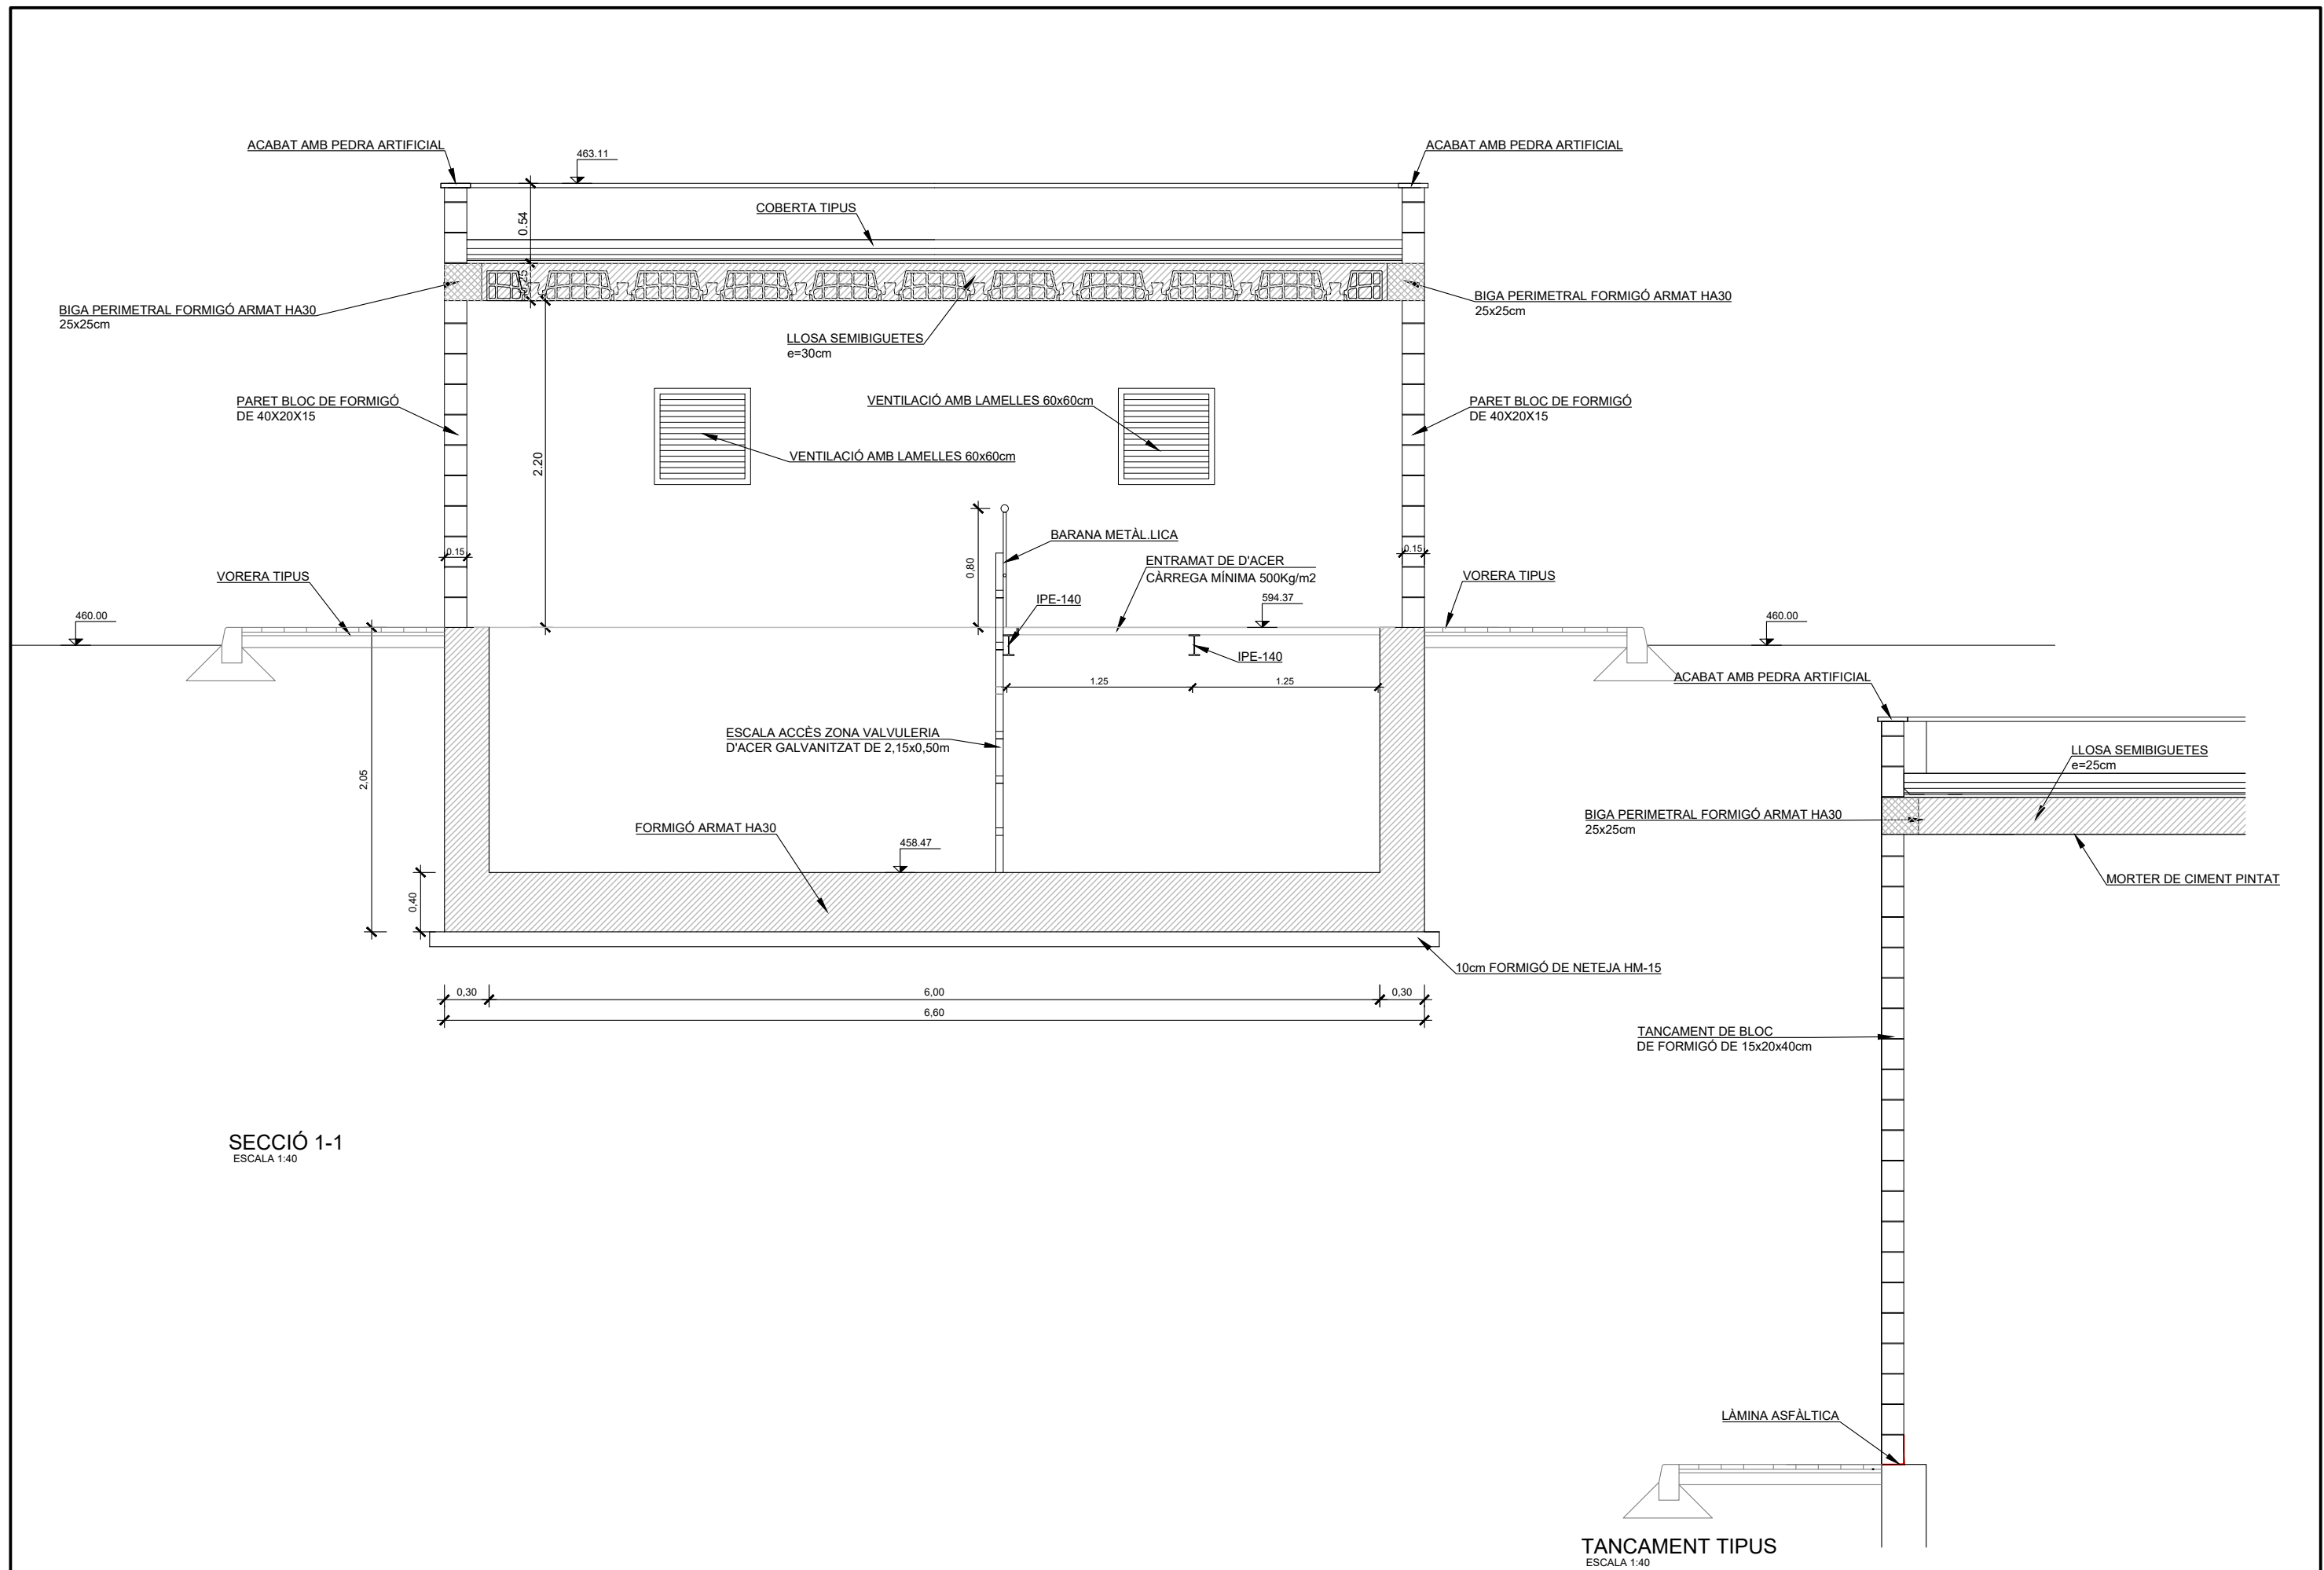 ACABAT AMB PEDRA ARTIFICIAL
463.11
ACABAT AMB PEDRA ARTIFICIAL
COBERTA TIPUS
0.54
0.25
BIGA PERIMETRAL FORMIGÓ ARMAT HA30
25x25cm
BIGA PERIMETRAL FORMIGÓ ARMAT HA30
25x25cm
LLOSA SEMIBIGUETES
e=30cm
PARET BLOC DE FORMIGÓ
DE 40X20X15
VENTILACIÓ AMB LAMELLES 60x60cm
PARET BLOC DE FORMIGÓ
DE 40X20X15
VENTILACIÓ AMB LAMELLES 60x60cm
2.20
BARANA METÀL.LICA
0.15
0.15
0,80
ENTRAMAT DE D'ACER
CÀRREGA MÍNIMA 500Kg/m2
VORERA TIPUS
VORERA TIPUS
IPE-140
594.37
460.00
460.00
IPE-140
1.25
1.25
ACABAT AMB PEDRA ARTIFICIAL
ESCALA ACCÈS ZONA VALVULERIA
D'ACER GALVANITZAT DE 2,15x0,50m
LLOSA SEMIBIGUETES
e=25cm
2,05
BIGA PERIMETRAL FORMIGÓ ARMAT HA30
25x25cm
FORMIGÓ ARMAT HA30
458.47
MORTER DE CIMENT PINTAT
0,40
10cm FORMIGÓ DE NETEJA HM-15
0,30
6,00
0,30
6,60
TANCAMENT DE BLOC
DE FORMIGÓ DE 15x20x40cm
SECCIÓ 1-1
ESCALA 1:40
LÀMINA ASFÀLTICA
TANCAMENT TIPUS
ESCALA 1:40